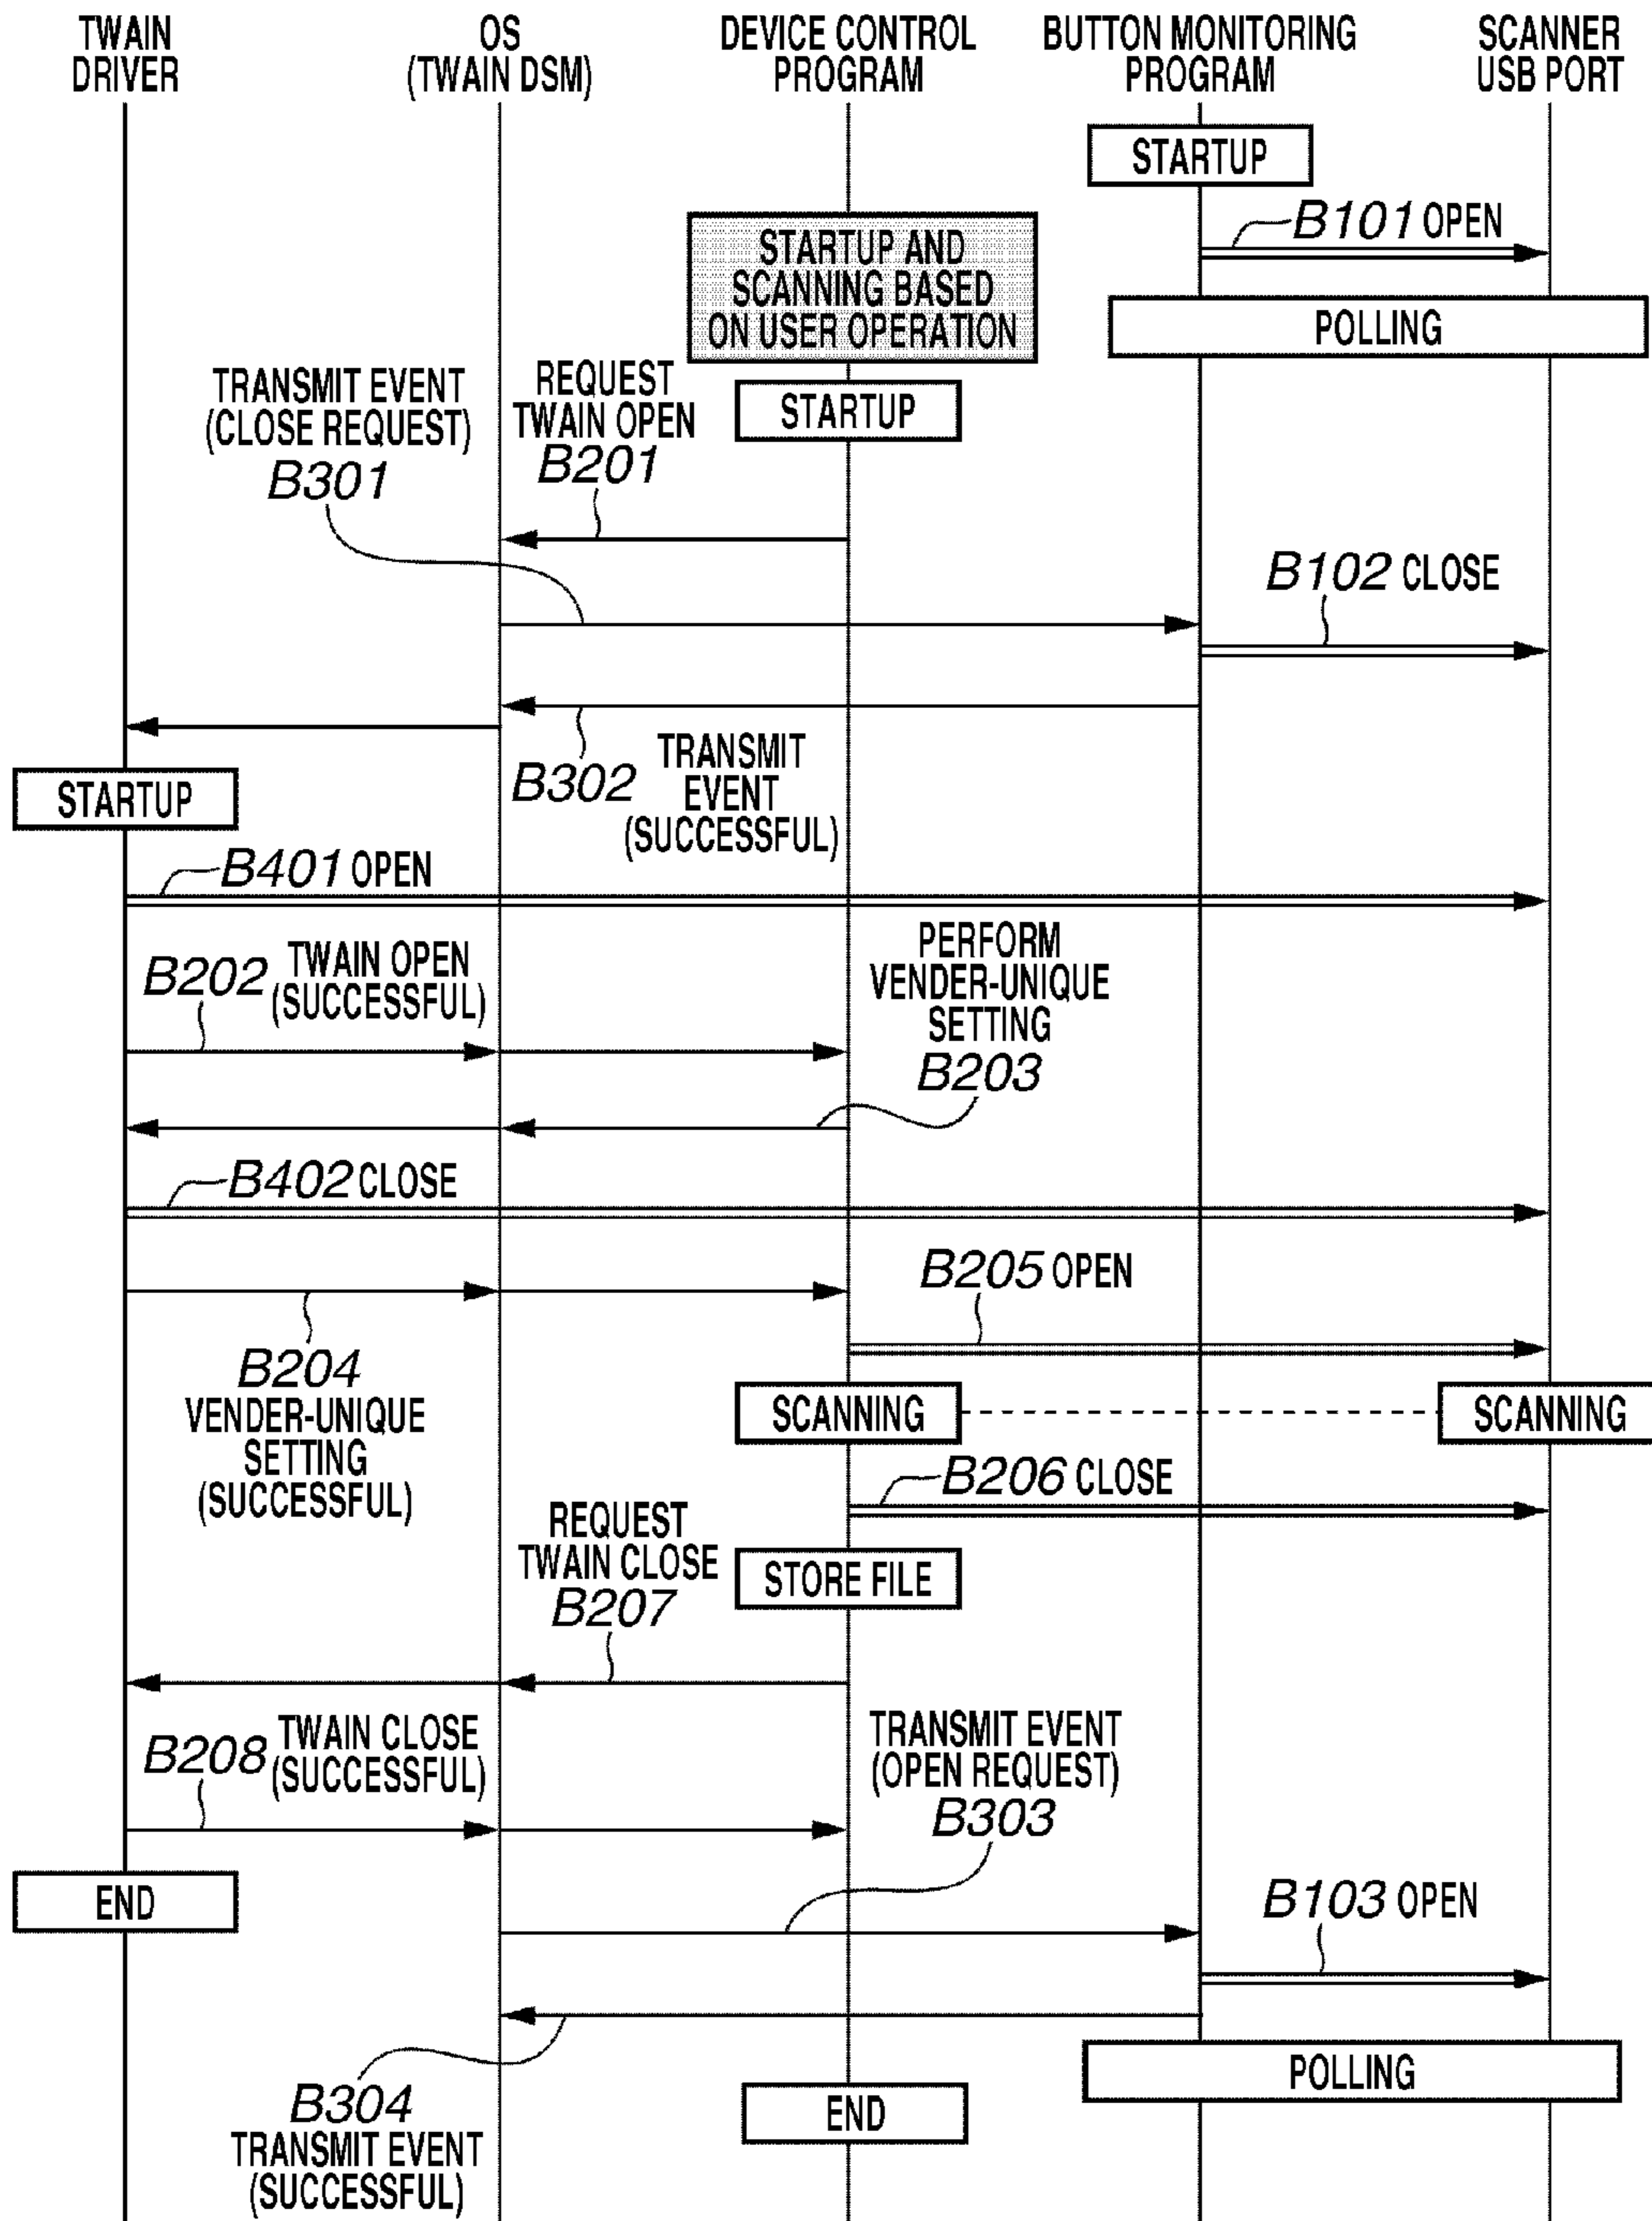 TWAIN
DRIVER
OS
(TWAIN DSM)
DEVICE CONTROL
PROGRAM
BUTTON MONITORING
PROGRAM
SCANNER
USB PORT
STARTUP
B101 OPEN
STARTUP AND
SCANNING BASED
ON USER OPERATION
POLLING
TRANSMIT EVENT
(CLOSE REQUEST)
B301
REQUEST
TWAIN OPEN
B201
STARTUP
B102 CLOSE
B302
TRANSMIT
EVENT
(SUCCESSFUL)
STARTUP
B401 OPEN
B202
TWAIN OPEN
(SUCCESSFUL)
PERFORM
VENDER-UNIQUE
SETTING
B203
B402 CLOSE
B205 OPEN
B204
VENDER-UNIQUE
SETTING
(SUCCESSFUL)
SCANNING
SCANNING
B206 CLOSE
REQUEST
TWAIN CLOSE
B207
STORE FILE
B208
TWAIN CLOSE
(SUCCESSFUL)
TRANSMIT EVENT
(OPEN REQUEST)
B303
END
B103 OPEN
B304
TRANSMIT EVENT
(SUCCESSFUL)
POLLING
END